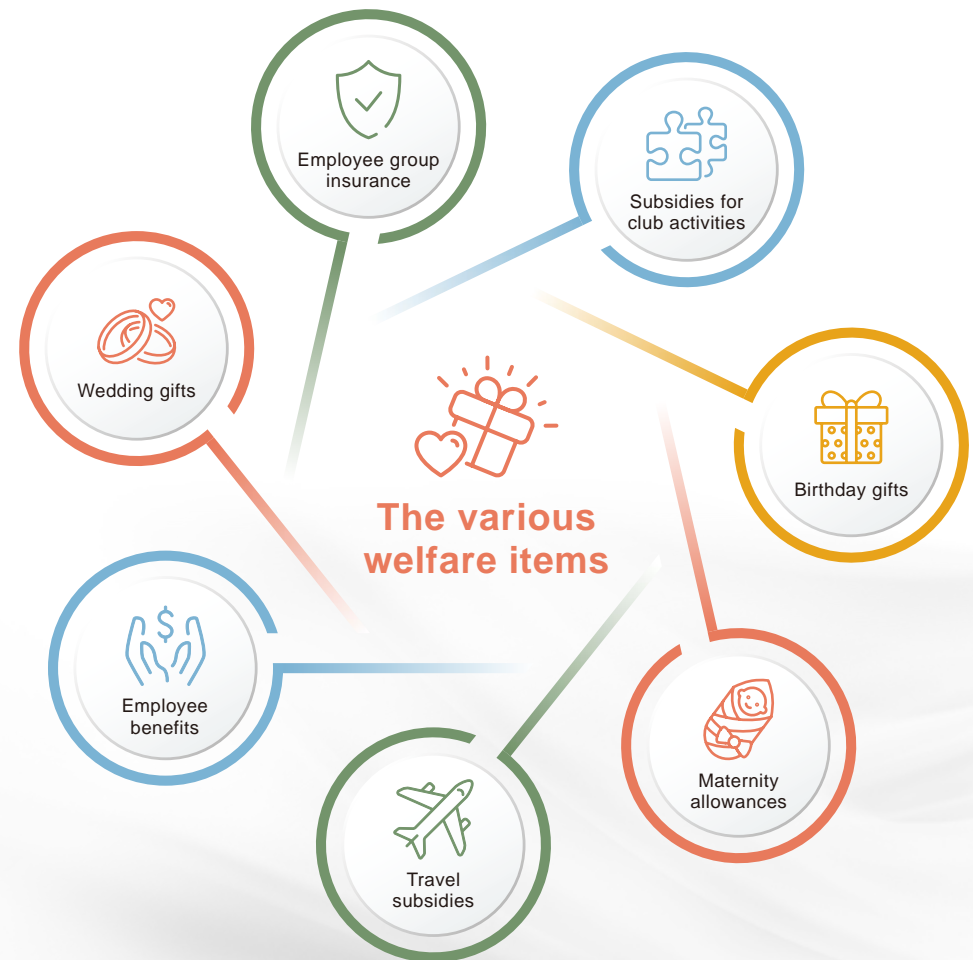 Employee group
insurance
Subsidies for
club activities
Wedding gifts
Birthday gifts
The various
welfare items
$
Employee
benefits
Maternity
allowances
Travel
subsidies